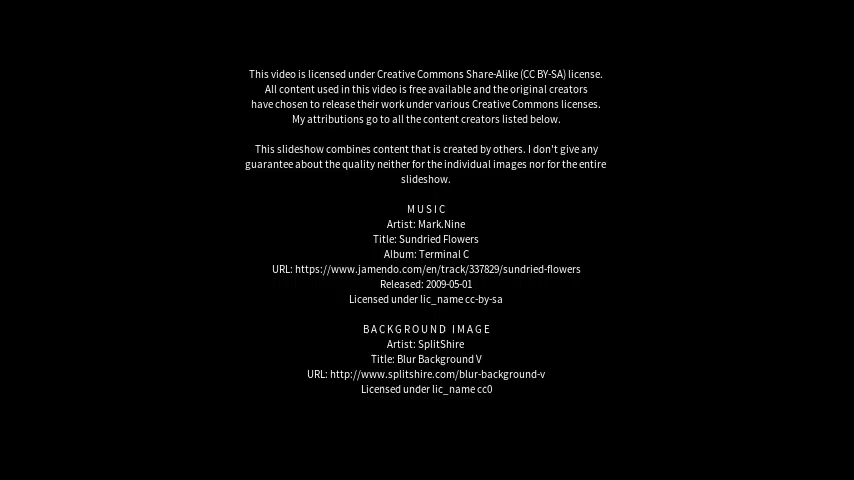 This video is licensed under Creative Commons Share-Alike (CC BY-SA) license.
All content used in this video is free available and the original creators
have chosen to release their work under various Creative Commons licenses.
My attributions go to all the content creators listed below.
This slideshow combines content that is created by others. I don't give any
guarantee about the quality neither for the individual images nor for the entire
slideshow.
MUSIC
Artist: Mark.Nine
Title: Sundried Flowers
Album: Terminal C
URL: https://www.jamendo.com/en/track/337829/sundried-flowers
Released: 2009-05-01
Licensed under lic_name cc-by-sa
BACKGROUND IMAGE
Artist: SplitShire
Title: Blur Background V
URL: http://www.splitshire.com/blur-background-v
Licensed under lic_name cc0